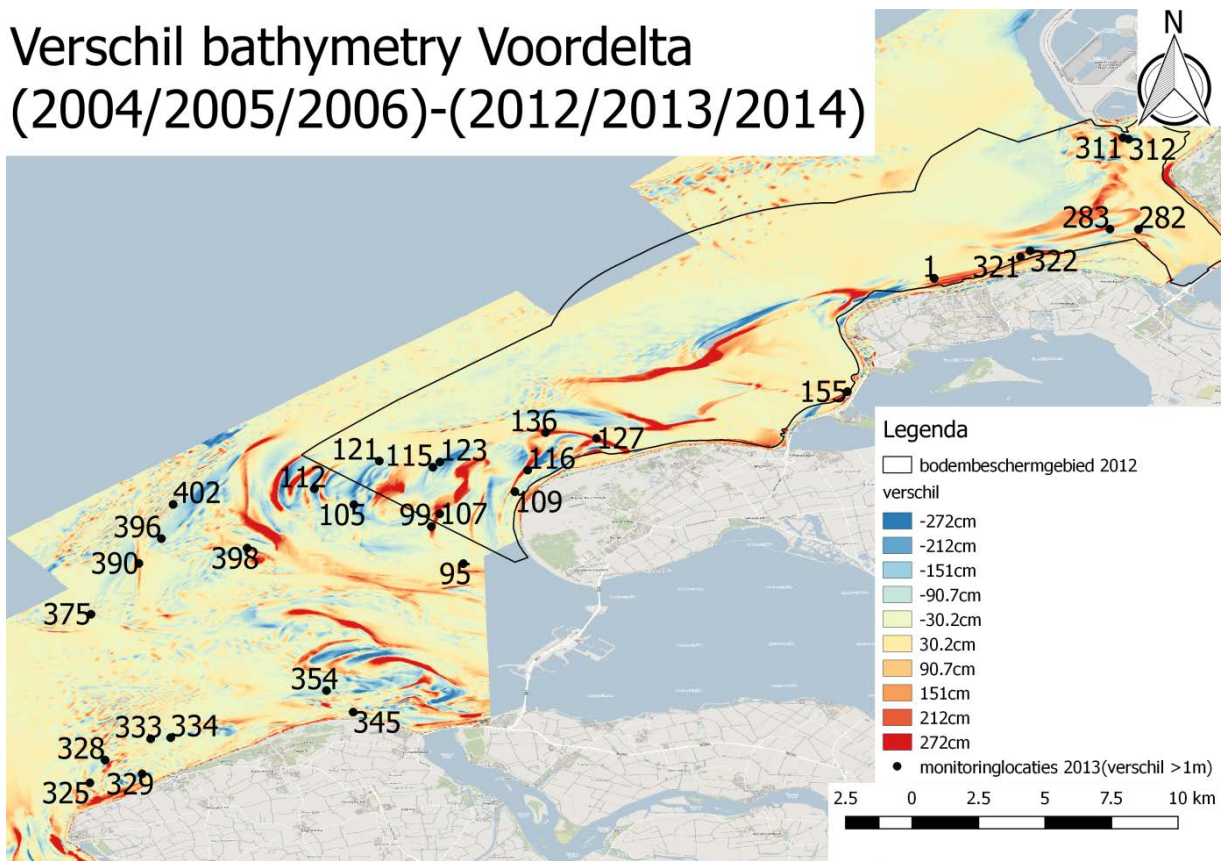 Verschil bathymetry Voordelta
(2004/2005/2006)-(2012/2013/2014)
N
311 312
283 282
1 321 322
155
136
127
121 115 123
116
112
109
402 105
99 107
396
398
390 95
375
354
345
333 334
328
325 329
Legenda
bodembeschermgebied 2012
verschil
-272cm
-212cm
-151cm
-90.7cm
-30.2cm
30.2cm
90.7cm
151cm
212cm
272cm
monitoringlocaties 2013(verschil >1m)
2.5 0 2.5 5 7.5 10 km